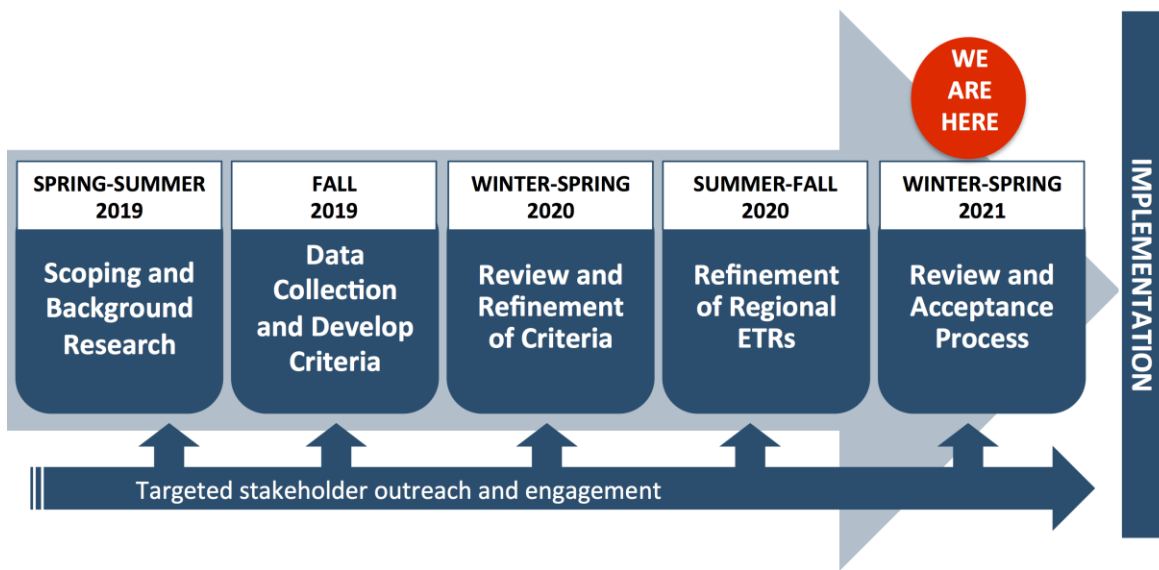 WE
ARE
HERE
SPRING-SUMMER
2019
Scoping and
Background
Research
FALL
2019
Data
Collection
and Develop
Criteria
WINTER-SPRING
2020
Review and
Refinement
of Criteria
SUMMER-FALL
2020
Refinement
of Regional
ETRs
WINTER-SPRING
2021
Review and
Acceptance
Process
IMPLEMENTATION
Targeted stakeholder outreach and engagement